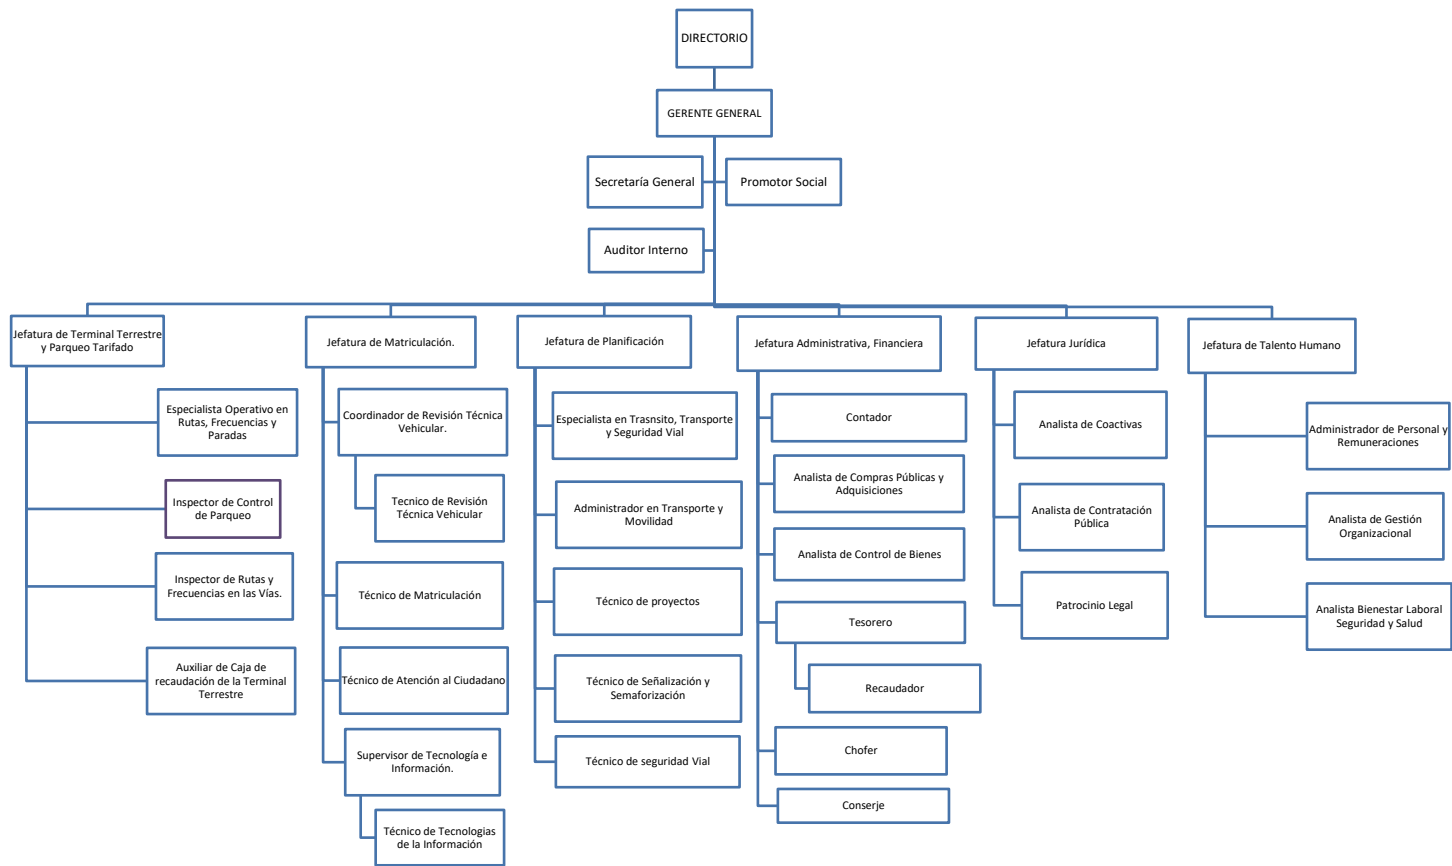 DIRECTORIO
GERENTE GENERAL
Secretaría General
Promotor Social
Auditor Interno
Jefatura de Terminal Terrestre
y Parqueo Tarifado
Especialista Operativo en
Rutas, Frecuencias y
Paradas
Inspector de Control
de Parqueo
Inspector de Rutas y
Frecuencias en las Vías.
Auxiliar de Caja de
recaudación de la Terminal
Terrestre
Jefatura de Matriculación.
Coordinador de Revisión Técnica
Vehicular.
Tecnico de Revisión
Técnica Vehicular
Técnico de Matriculación
Técnico de Atención al Ciudadano
Supervisor de Tecnología e
Información.
Técnico de Tecnologias
de la Información
Jefatura de Planificación
Especialista en Trasnsito, Transporte
y Seguridad Vial
Administrador en Transporte y
Movilidad
Técnico de proyectos
Técnico de Señalización y
Semaforización
Técnico de seguridad Vial
Jefatura Administrativa, Financiera
Contador
Analista de Compras Públicas y
Adquisiciones
Analista de Control de Bienes
Tesorero
Recaudador
Chofer
Conserje
Jefatura Jurídica
Analista de Coactivas
Analista de Contratación
Pública
Patrocinio Legal
Jefatura de Talento Humano
Administrador de Personal y
Remuneraciones
Analista de Gestión
Organizacional
Analista Bienestar Laboral
Seguridad y Salud